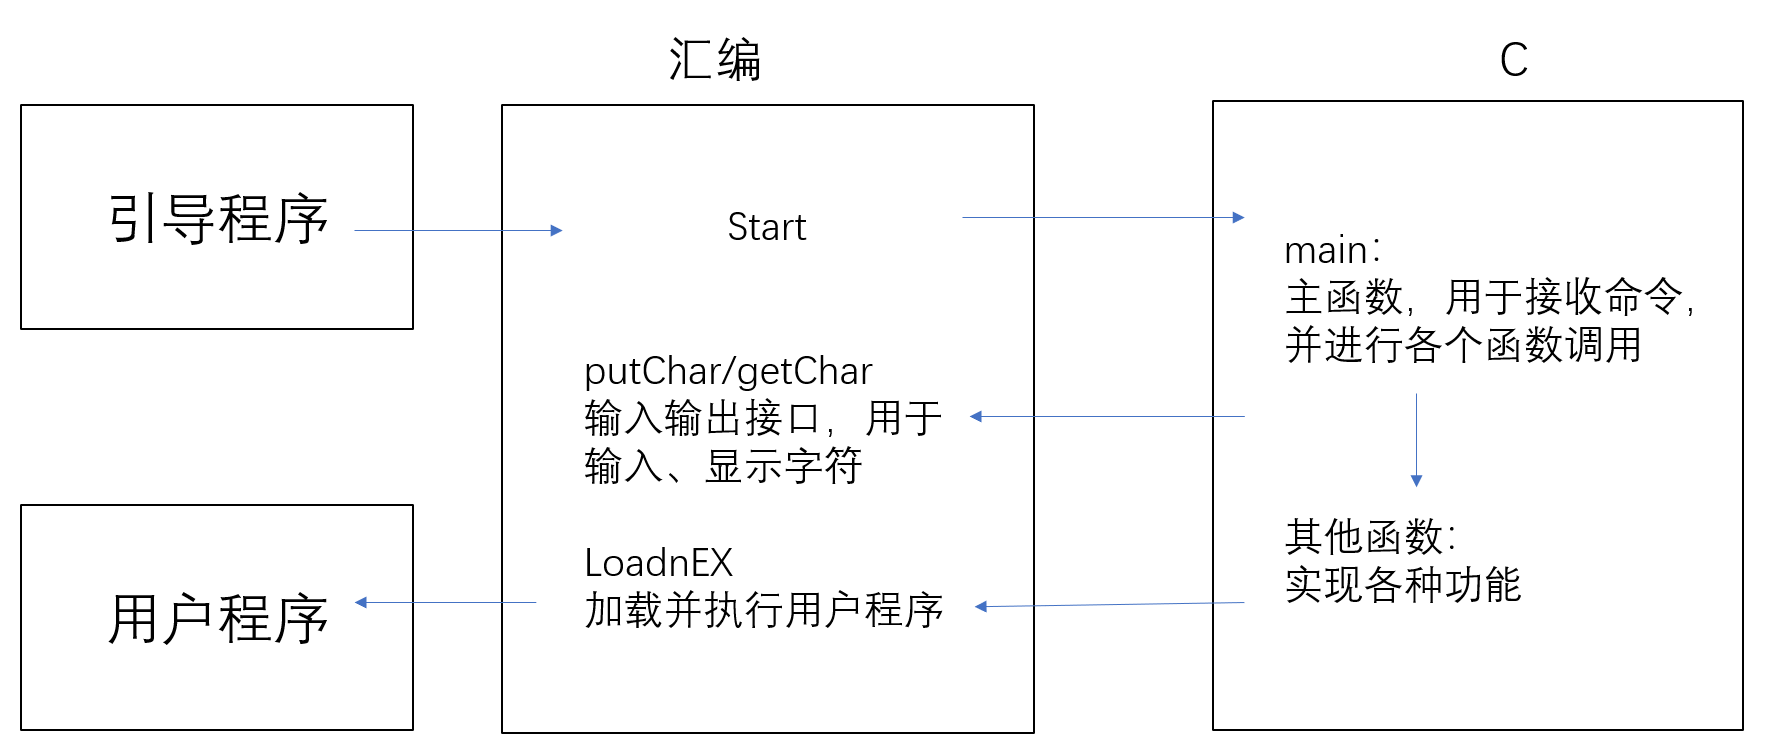 汇编
C
引导程序
Start
putChar/getChar
输入输出接口，用于
输入、显示字符
LoadnEX
加载并执行用户程序
main：
主函数，用于接收命令，
并进行各个函数调用
其他函数：
实现各种功能
用户程序